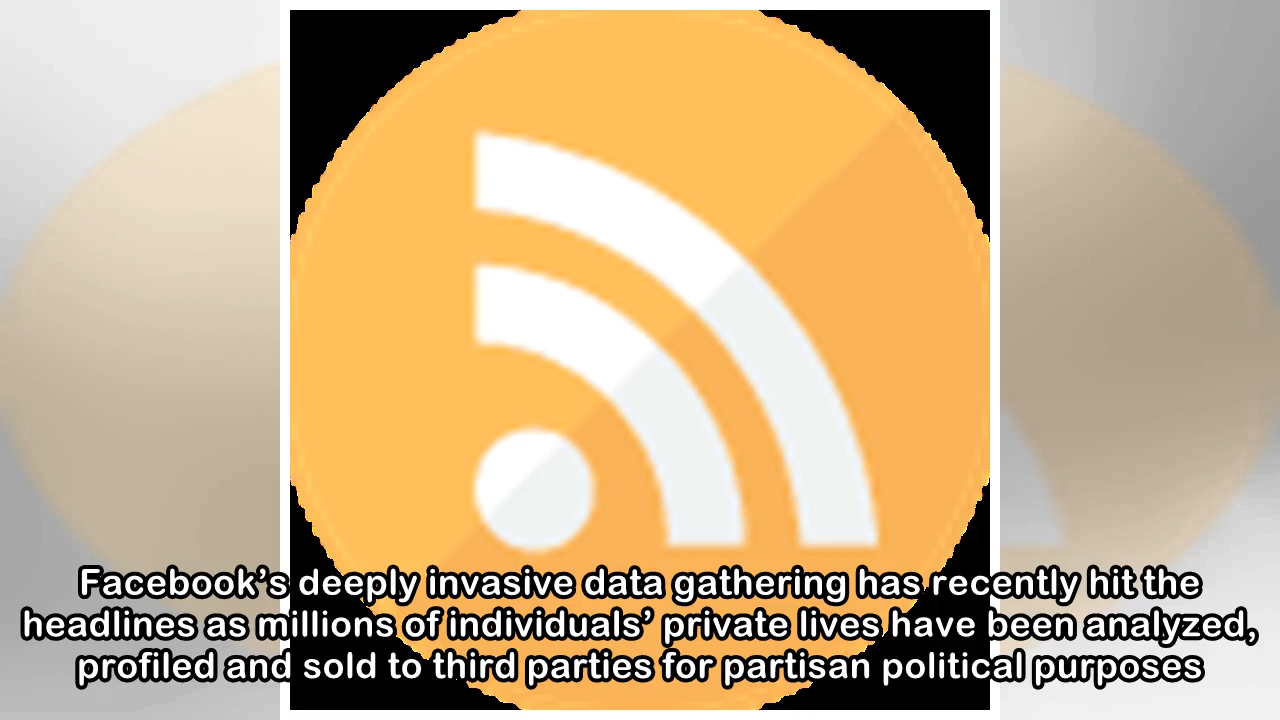 Facebook’s deeply invasive data gathering has recently hit the
headlines as millions of individuals’ private lives have been analyzed,
profiled and sold to third parties for partisan political purposes